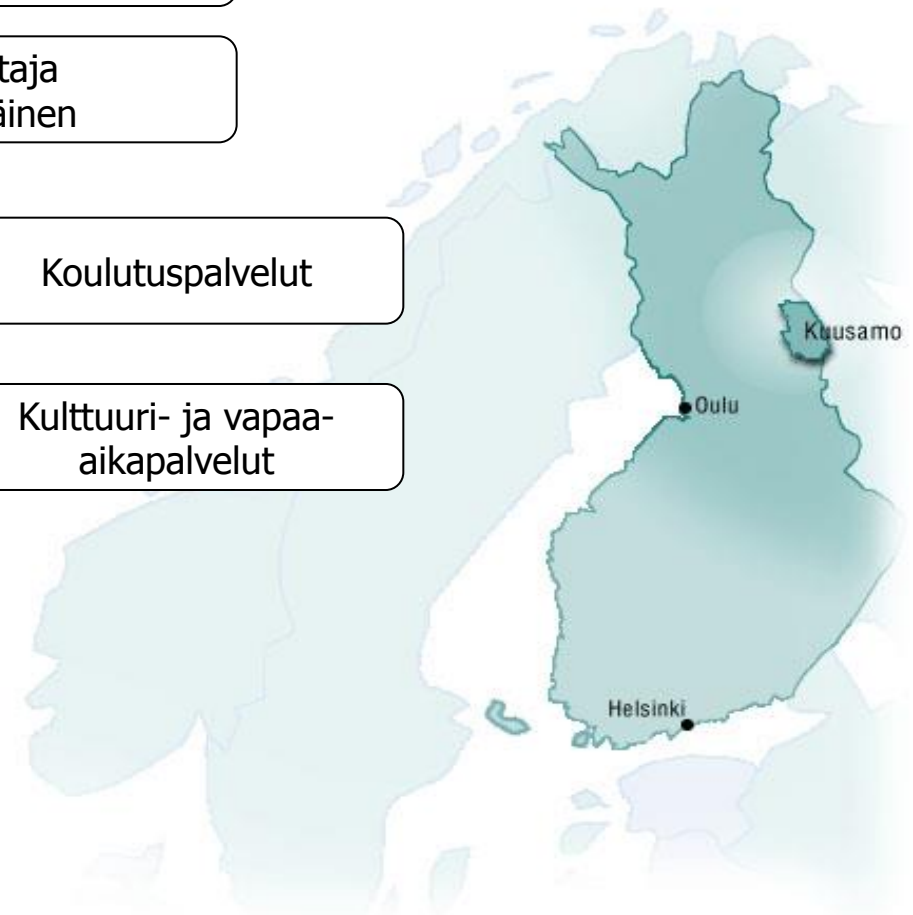 taja
äinen
Koulutuspalvelut
Kulttuuri- ja vapaa-
aikapalvelut
Kuusamo
Oulu
Helsinki